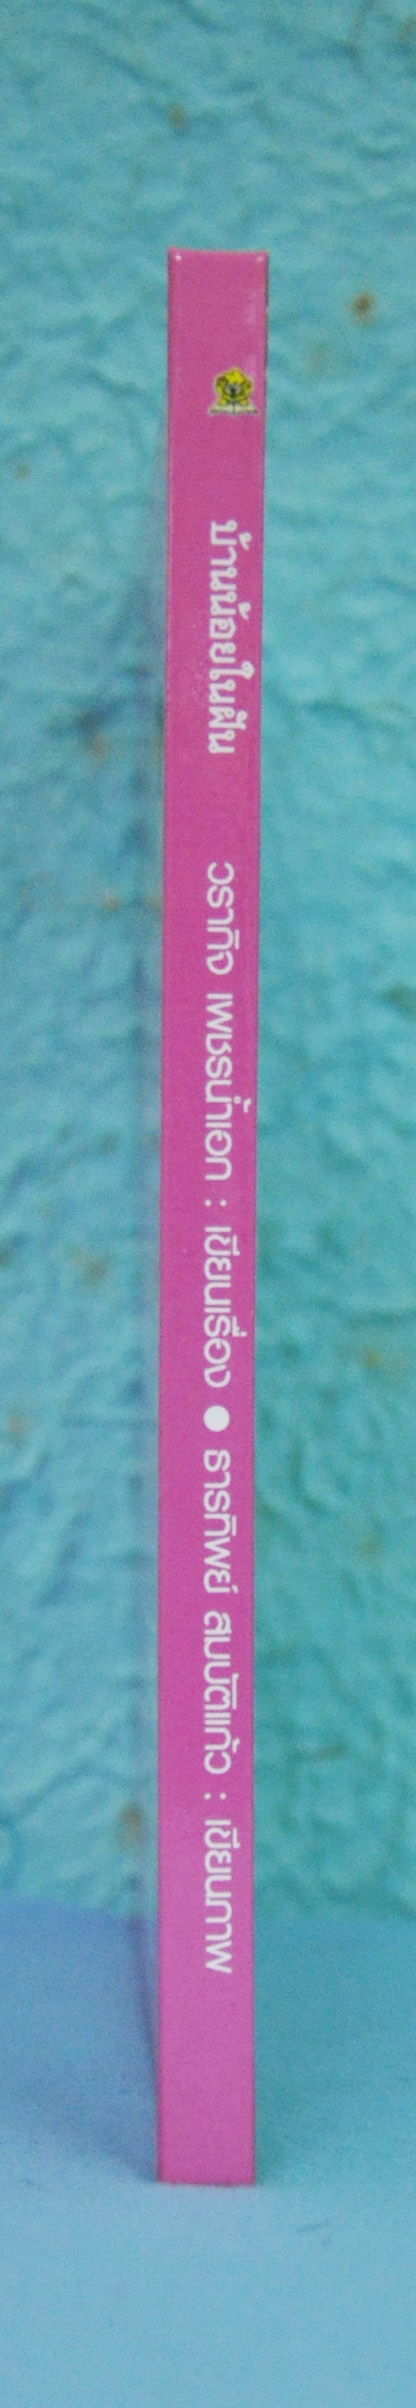 บ้านน้อยในฝัน
วรากิจ เพชรน้ำเอก : เขียนเรื่อง ● ธารทิพย์ สมบัติแก้ว : เขียนภาพ